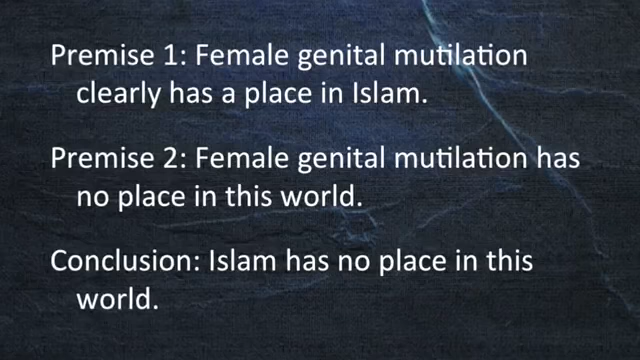 Premise 1: Female genital mutilation
clearly has a place in Islam.
Premise 2: Female genital mutilation has
no place in this world.
Conclusion: Islam has no place in this
world.